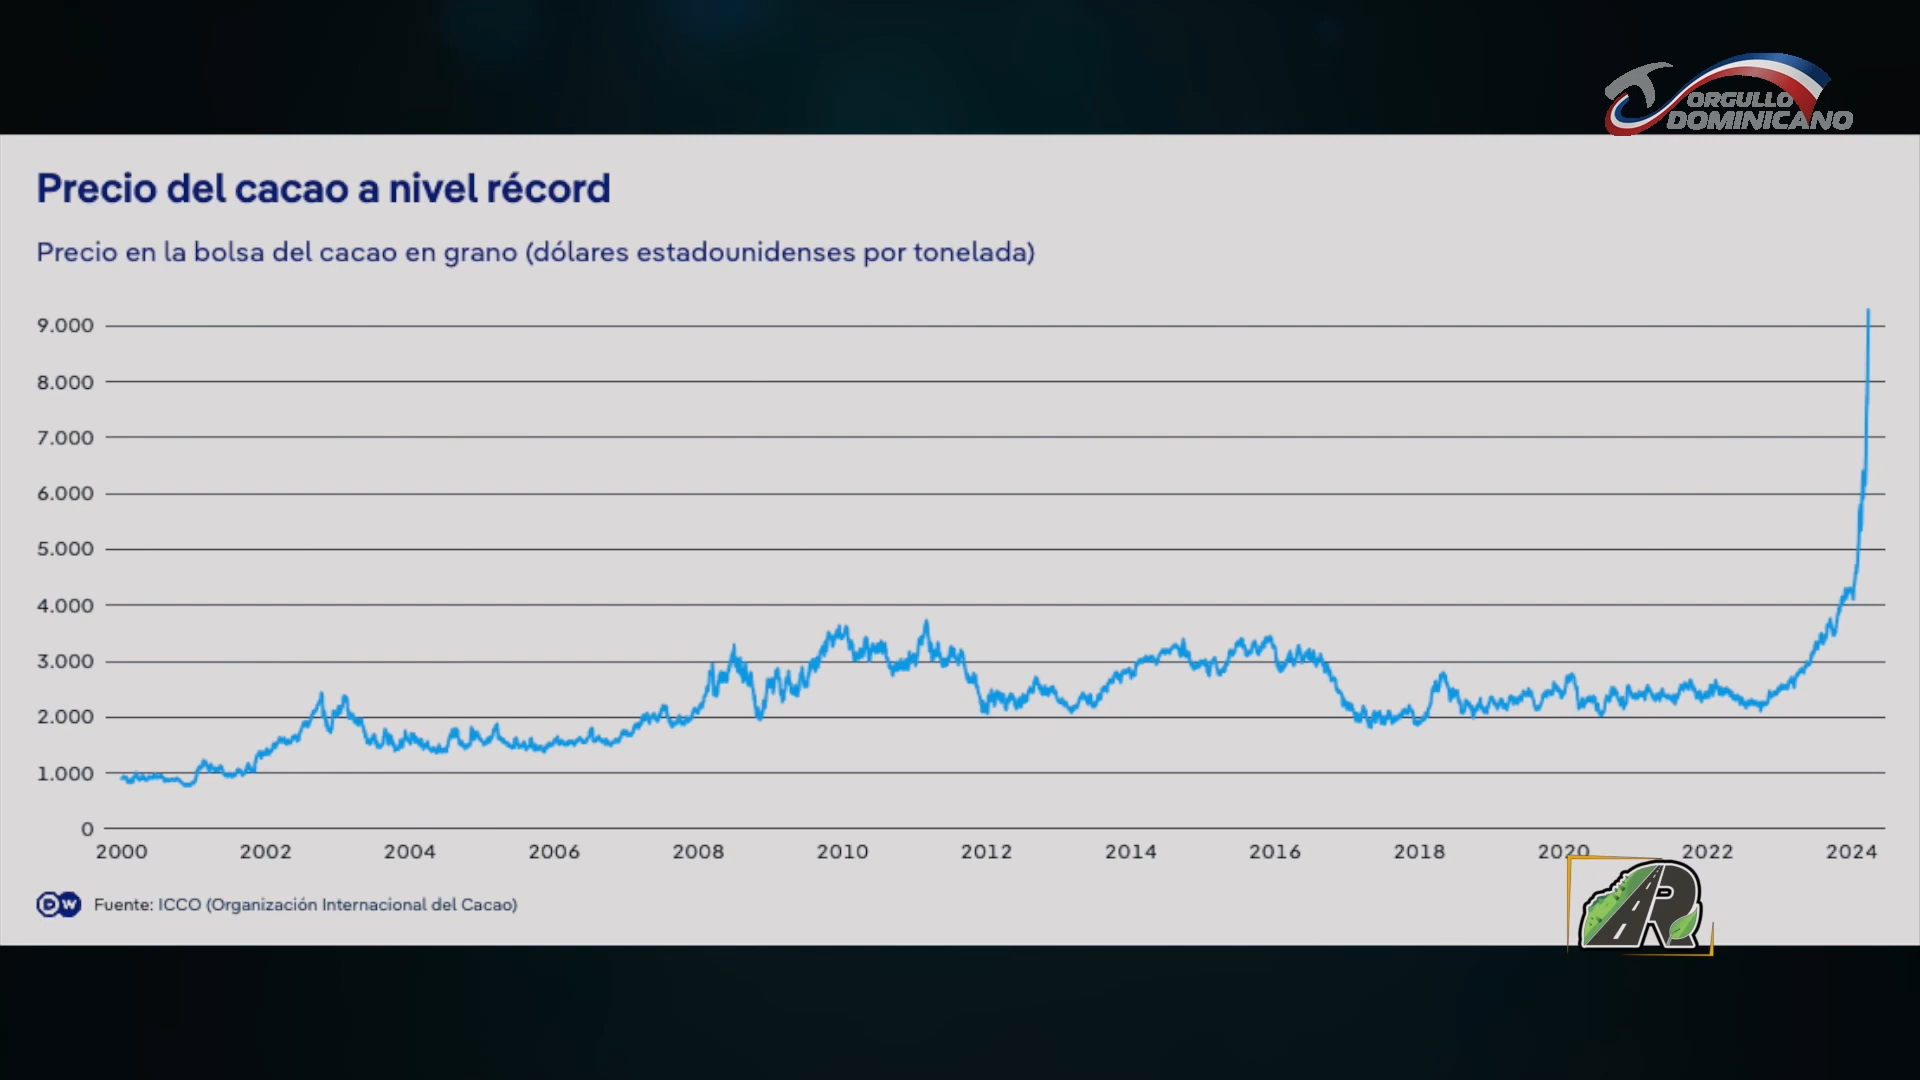 ORGULLO
DOMINICANO
Precio del cacao a nivel récord
Precio en la bolsa del cacao en grano (dólares estadounidenses por tonelada)
9.000
8.000
7.000
6.000
5.000
4.000
3.000
2.000
1.000
0
2000 2002 2004 2006 2008 2010 2012 2014 2016 2018 2020 2022 2024
DW Fuente: ICCO (Organización Internacional del Cacao)
R